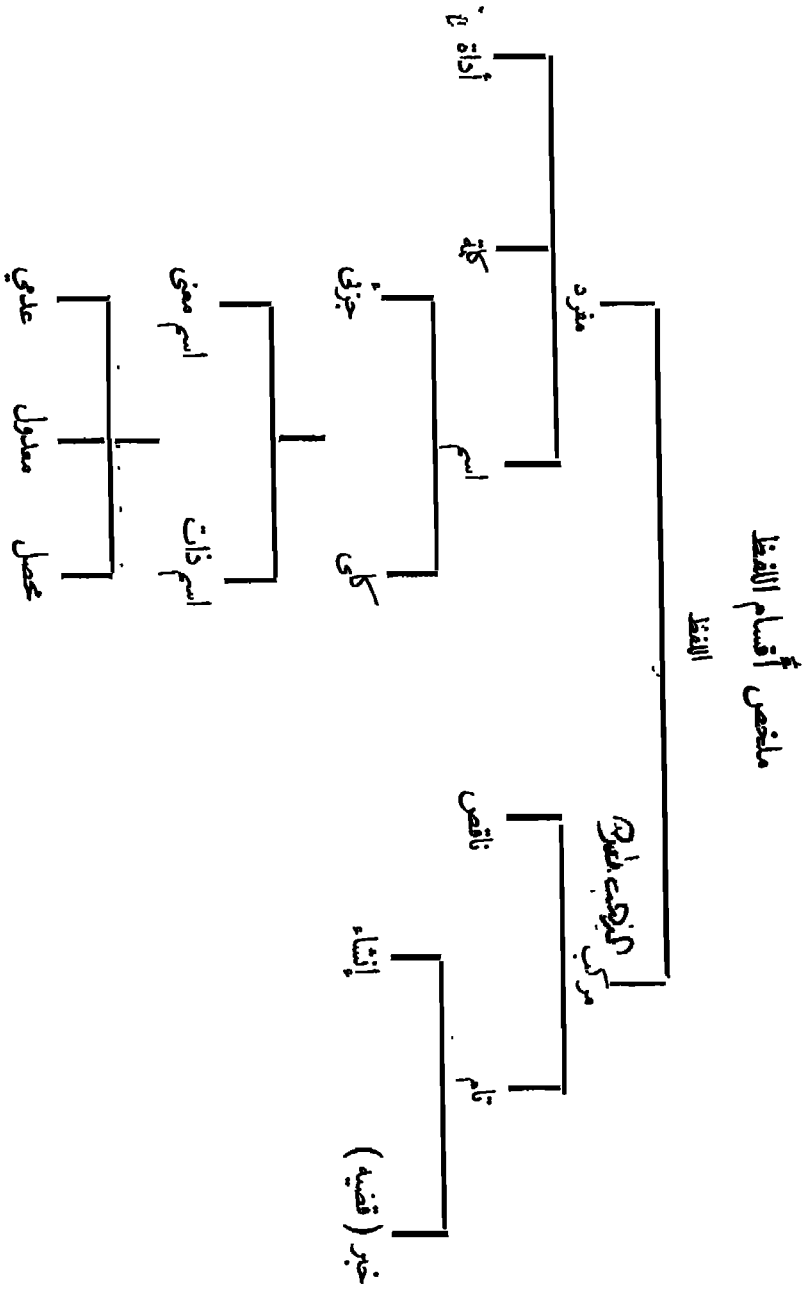 ملخص أقسام اللفظ
اللفظ
مركب
مفرد
تام
ناقص
اسم
كلمة
أداة
خبر (قضية)
إنشاء
كلي
جزئي
اسم ذات
اسم معنى
محصل
معدول
عدمي